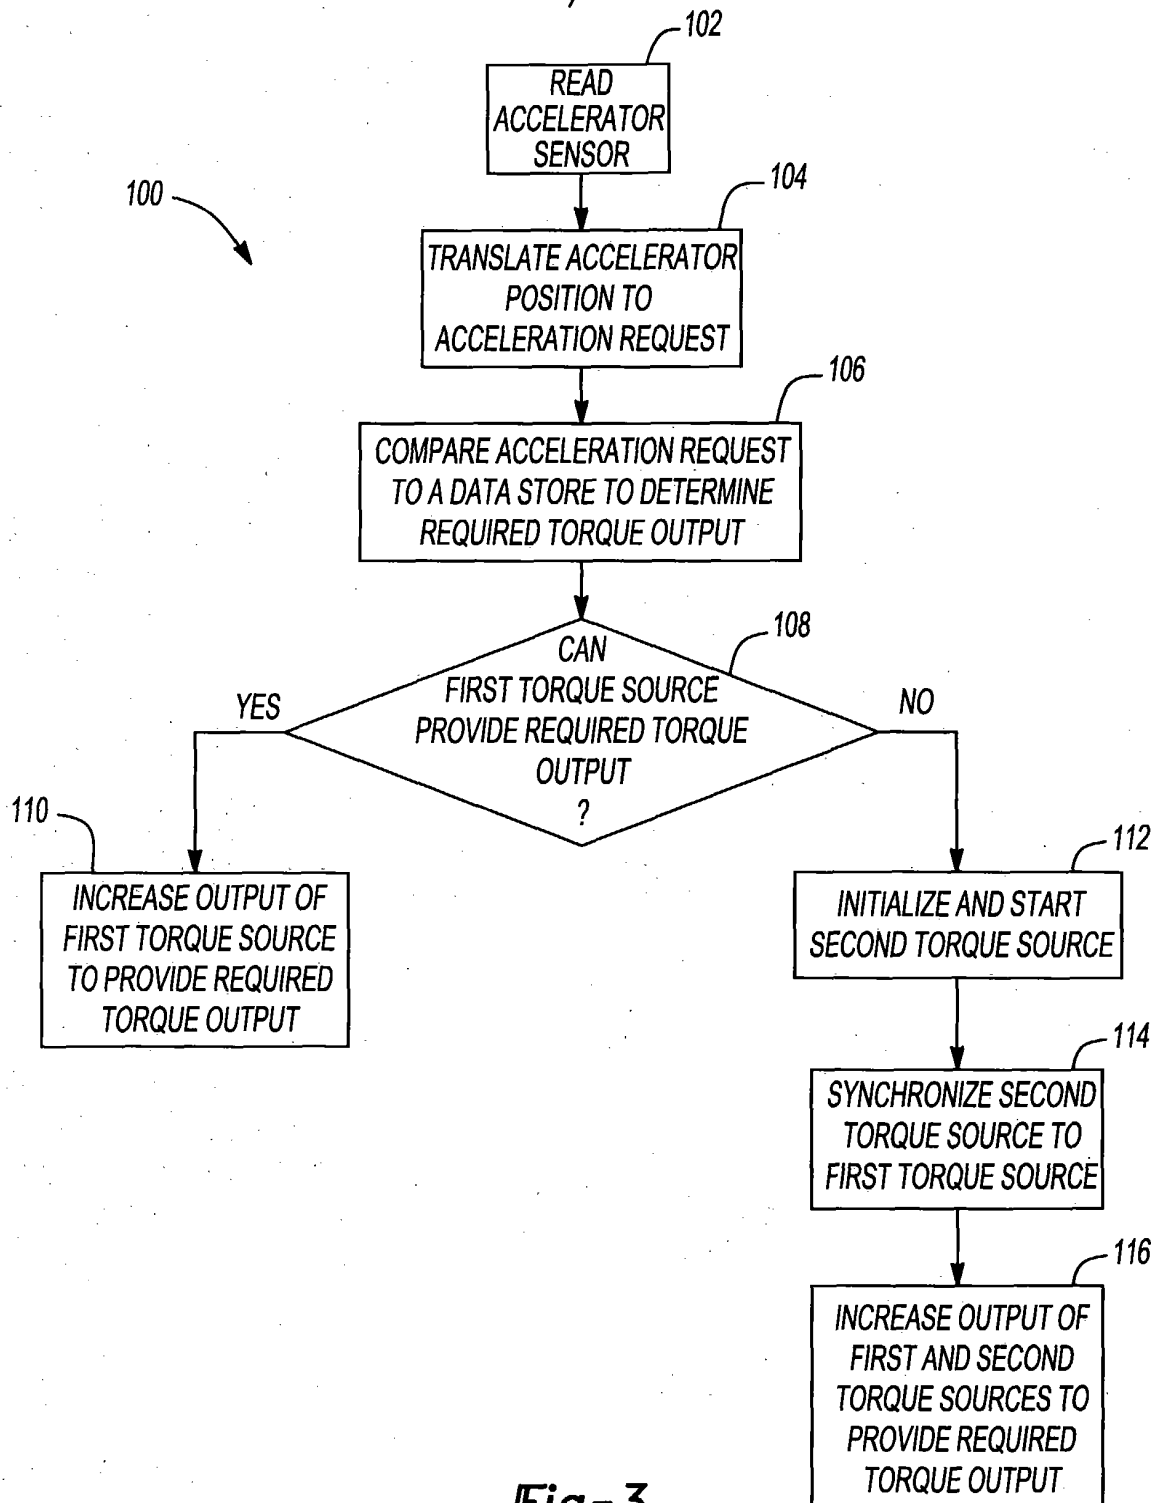 102
READ
ACCELERATOR
SENSOR
100
104
TRANSLATE ACCELERATOR
POSITION TO
ACCELERATION REQUEST
106
COMPARE ACCELERATION REQUEST
TO A DATA STORE TO DETERMINE
REQUIRED TORQUE OUTPUT
108
CAN
FIRST TORQUE SOURCE
PROVIDE REQUIRED TORQUE
OUTPUT
?
YES
NO
110
INCREASE OUTPUT OF
FIRST TORQUE SOURCE
TO PROVIDE REQUIRED
TORQUE OUTPUT
112
INITIALIZE AND START
SECOND TORQUE SOURCE
114
SYNCHRONIZE SECOND
TORQUE SOURCE TO
FIRST TORQUE SOURCE
116
INCREASE OUTPUT OF
FIRST AND SECOND
TORQUE SOURCES TO
PROVIDE REQUIRED
TORQUE OUTPUT
Fig-3